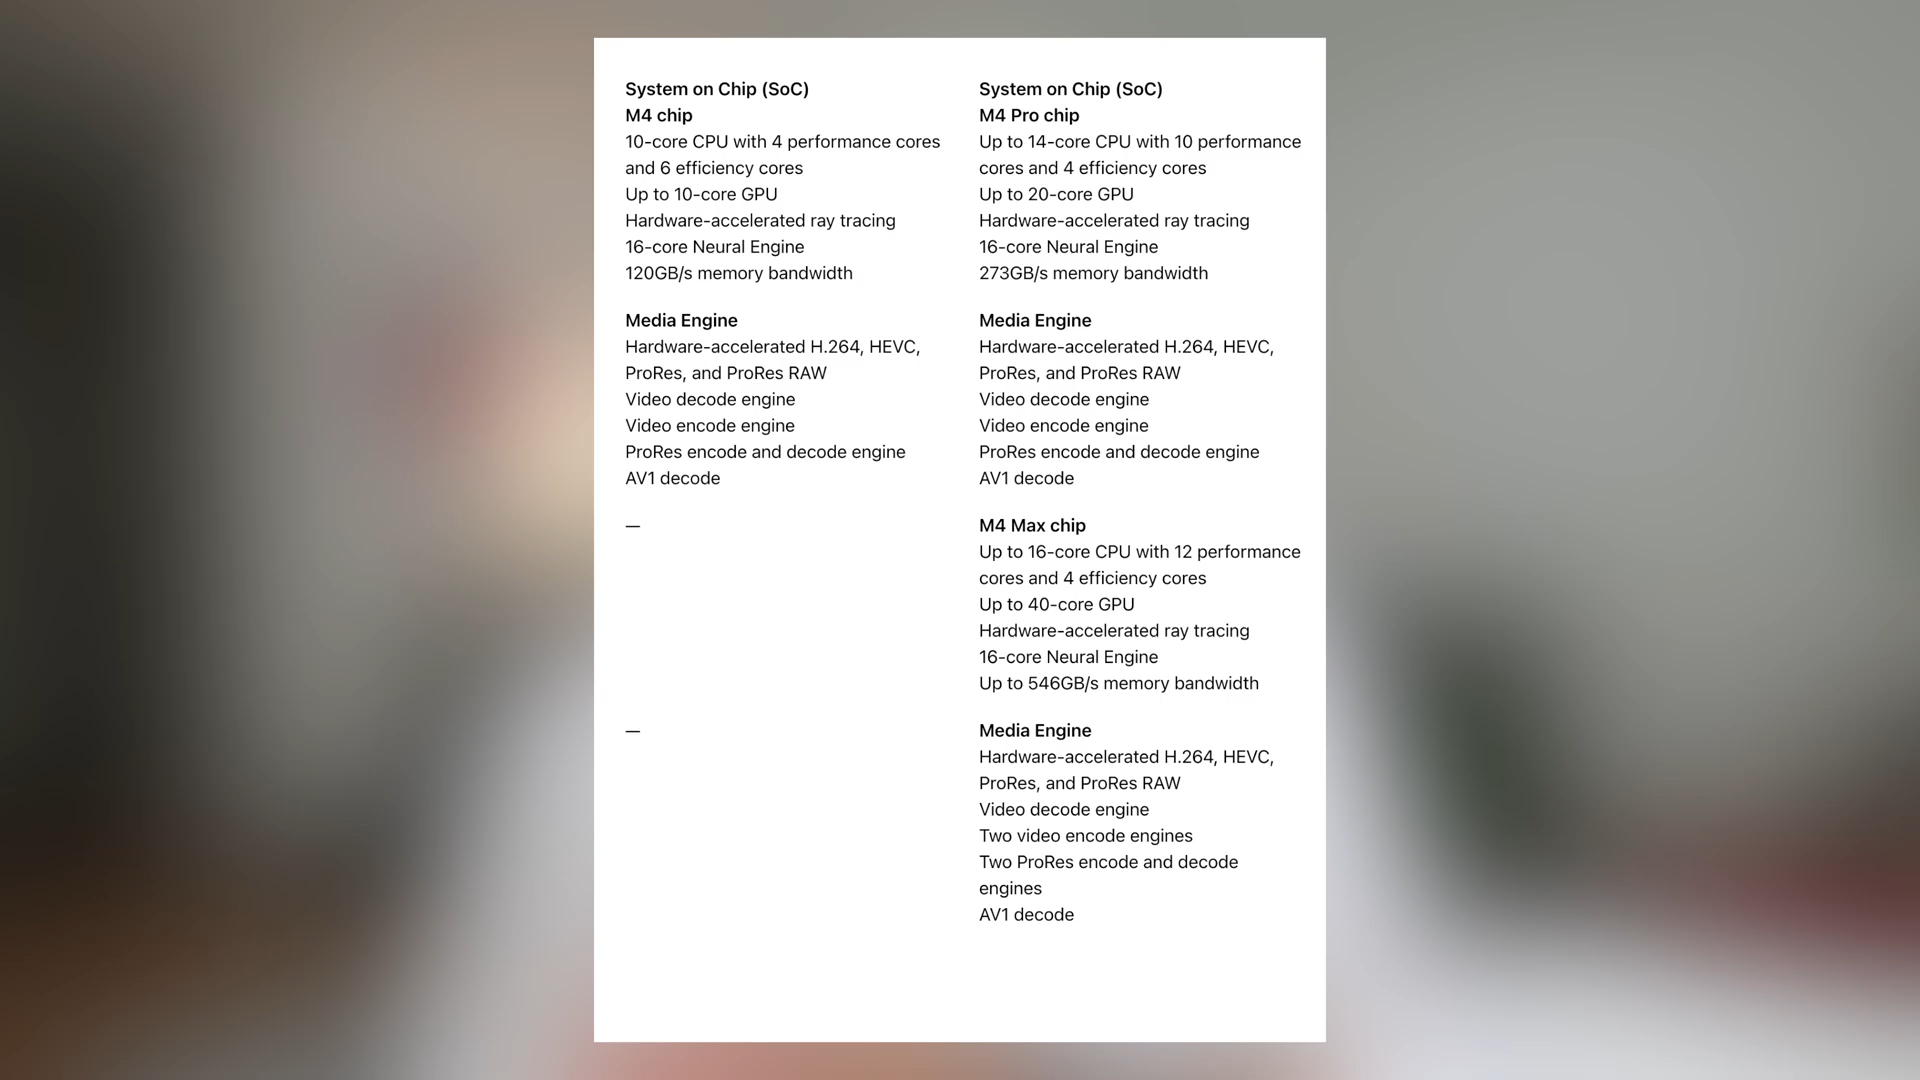 System on Chip (SoC)
M4 chip
10-core CPU with 4 performance cores
and 6 efficiency cores
Up to 10-core GPU
Hardware-accelerated ray tracing
16-core Neural Engine
120GB/s memory bandwidth
Media Engine
Hardware-accelerated H.264, HEVC,
ProRes, and ProRes RAW
Video decode engine
Video encode engine
ProRes encode and decode engine
AV1 decode
—
—
System on Chip (SoC)
M4 Pro chip
Up to 14-core CPU with 10 performance
cores and 4 efficiency cores
Up to 20-core GPU
Hardware-accelerated ray tracing
16-core Neural Engine
273GB/s memory bandwidth
Media Engine
Hardware-accelerated H.264, HEVC,
ProRes, and ProRes RAW
Video decode engine
Video encode engine
ProRes encode and decode engine
AV1 decode
M4 Max chip
Up to 16-core CPU with 12 performance
cores and 4 efficiency cores
Up to 40-core GPU
Hardware-accelerated ray tracing
16-core Neural Engine
Up to 546GB/s memory bandwidth
Media Engine
Hardware-accelerated H.264, HEVC,
ProRes, and ProRes RAW
Video decode engine
Two video encode engines
Two ProRes encode and decode
engines
AV1 decode